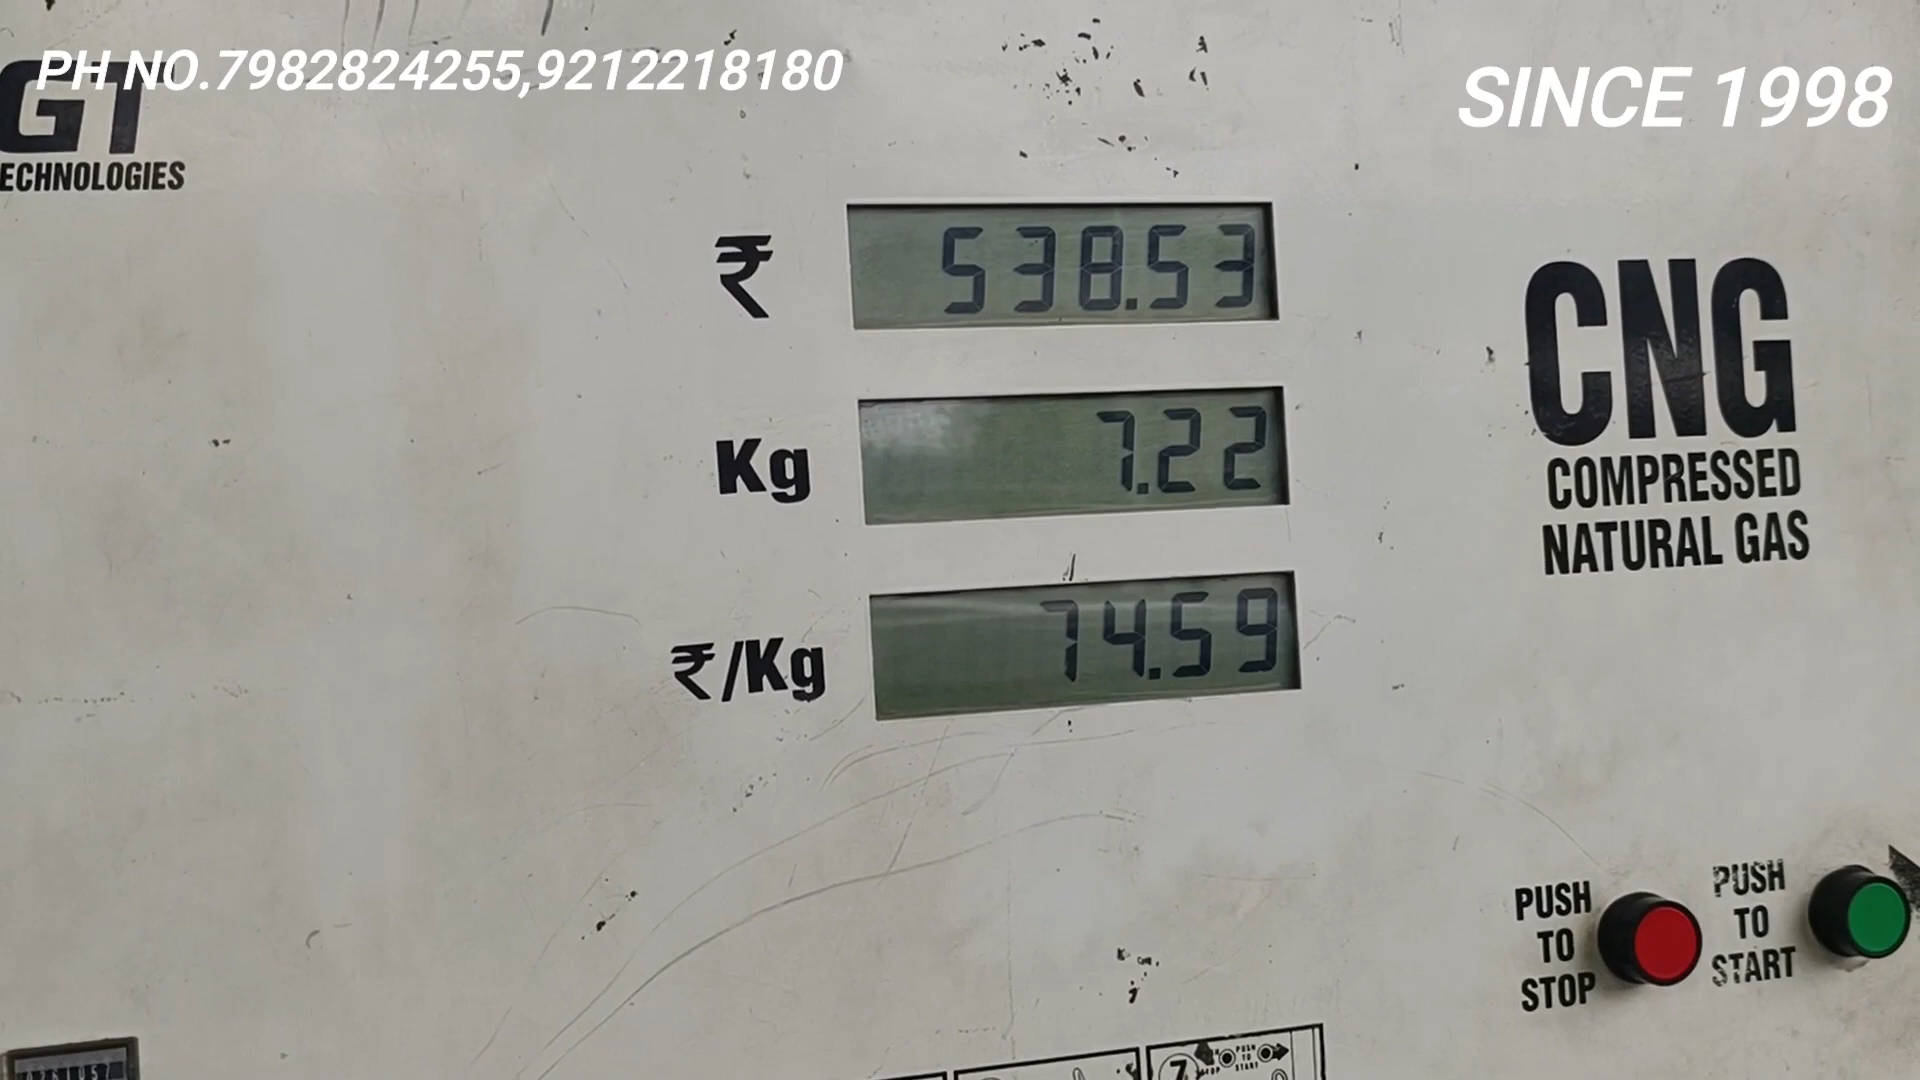 PH NO.7982824255,9212218180
SINCE 1998
GT
ECHNOLOGIES
₹ 538.53
Kg 7.22
₹/Kg 74.59
CNG
COMPRESSED
NATURAL GAS
PUSH
TO
STOP
PUSH
TO
START
7